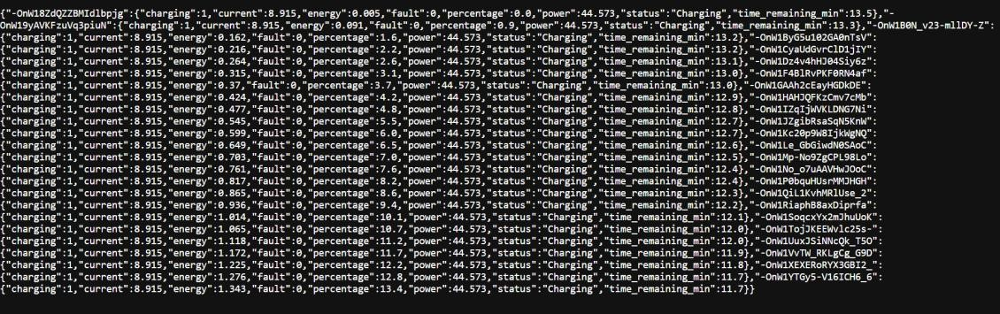 {"-OnW18ZdQZZBMIdlbpjg":{"charging":1,"current":8.915,"energy":0.005,"fault":0,"percentage":0.0,"power":44.573,"status":"Charging","time_remaining_min":13.5},"-
OnW19yAVKFzuVq3piuN":{"charging":1,"current":8.915,"energy":0.091,"fault":0,"percentage":0.9,"power":44.573,"status":"Charging","time_remaining_min":13.3},"-OnW1B0N_v23-mllDY-Z":
{"charging":1,"current":8.915,"energy":0.162,"fault":0,"percentage":1.6,"power":44.573,"status":"Charging","time_remaining_min":13.2},"-OnW1ByG5u102GA0nTsV":
{"charging":1,"current":8.915,"energy":0.216,"fault":0,"percentage":2.2,"power":44.573,"status":"Charging","time_remaining_min":13.2},"-OnW1CyaUdGvrClD1jIY":
{"charging":1,"current":8.915,"energy":0.264,"fault":0,"percentage":2.6,"power":44.573,"status":"Charging","time_remaining_min":13.1},"-OnW1Dz4v4hHJ04Siy6z":
{"charging":1,"current":8.915,"energy":0.315,"fault":0,"percentage":3.1,"power":44.573,"status":"Charging","time_remaining_min":13.0},"-OnW1F4BlRvPKF0RN4af":
{"charging":1,"current":8.915,"energy":0.37,"fault":0,"percentage":3.7,"power":44.573,"status":"Charging","time_remaining_min":13.0},"-OnW1GAAh2cEayHGDkDE":
{"charging":1,"current":8.915,"energy":0.424,"fault":0,"percentage":4.2,"power":44.573,"status":"Charging","time_remaining_min":12.9},"-OnW1HAHJQFKzCmv7cMb":
{"charging":1,"current":8.915,"energy":0.477,"fault":0,"percentage":4.8,"power":44.573,"status":"Charging","time_remaining_min":12.8},"-OnW1IZqIjWVKLDNG7Ni":
{"charging":1,"current":8.915,"energy":0.545,"fault":0,"percentage":5.5,"power":44.573,"status":"Charging","time_remaining_min":12.7},"-OnW1JZgibRsaSqN5KnW":
{"charging":1,"current":8.915,"energy":0.599,"fault":0,"percentage":6.0,"power":44.573,"status":"Charging","time_remaining_min":12.7},"-OnW1Kc20p9W8IjkWgNQ":
{"charging":1,"current":8.915,"energy":0.649,"fault":0,"percentage":6.5,"power":44.573,"status":"Charging","time_remaining_min":12.6},"-OnW1Le_GbGiwdN0SAoC":
{"charging":1,"current":8.915,"energy":0.703,"fault":0,"percentage":7.0,"power":44.573,"status":"Charging","time_remaining_min":12.5},"-OnW1Mp-No9ZgCPL98Lo":
{"charging":1,"current":8.915,"energy":0.761,"fault":0,"percentage":7.6,"power":44.573,"status":"Charging","time_remaining_min":12.4},"-OnW1No_o7uAAVHwJOoC":
{"charging":1,"current":8.915,"energy":0.817,"fault":0,"percentage":8.2,"power":44.573,"status":"Charging","time_remaining_min":12.4},"-OnW1P0bquHUsrMMJHGH":
{"charging":1,"current":8.915,"energy":0.865,"fault":0,"percentage":8.6,"power":44.573,"status":"Charging","time_remaining_min":12.3},"-OnW1QiL1KvhMRlUse_2":
{"charging":1,"current":8.915,"energy":0.936,"fault":0,"percentage":9.4,"power":44.573,"status":"Charging","time_remaining_min":12.2},"-OnW1RiaphB8axDiprfa":
{"charging":1,"current":8.915,"energy":1.014,"fault":0,"percentage":10.1,"power":44.573,"status":"Charging","time_remaining_min":12.1},"-OnW1SoqcxYx2mJhuUoK":
{"charging":1,"current":8.915,"energy":1.065,"fault":0,"percentage":10.7,"power":44.573,"status":"Charging","time_remaining_min":12.0},"-OnW1TojJKEEWvlc25s-":
{"charging":1,"current":8.915,"energy":1.118,"fault":0,"percentage":11.2,"power":44.573,"status":"Charging","time_remaining_min":12.0},"-OnW1UuxJSiNNcQk_T5O":
{"charging":1,"current":8.915,"energy":1.172,"fault":0,"percentage":11.7,"power":44.573,"status":"Charging","time_remaining_min":11.9},"-OnW1VvTW_RKLgCg_G9D":
{"charging":1,"current":8.915,"energy":1.225,"fault":0,"percentage":12.2,"power":44.573,"status":"Charging","time_remaining_min":11.8},"-OnW1XEXERoRYX3GBI2_":
{"charging":1,"current":8.915,"energy":1.276,"fault":0,"percentage":12.8,"power":44.573,"status":"Charging","time_remaining_min":11.7},"-OnW1YTGy5-V16ICH6_6":
{"charging":1,"current":8.915,"energy":1.343,"fault":0,"percentage":13.4,"power":44.573,"status":"Charging","time_remaining_min":11.7}}